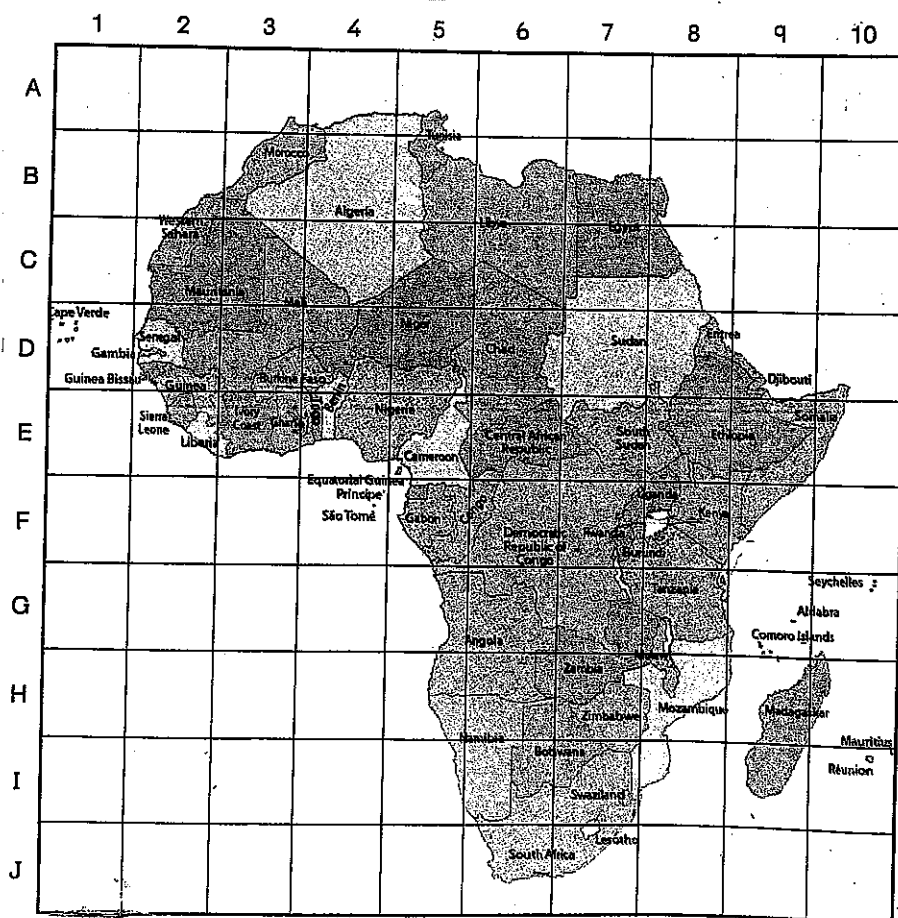 1 2 3 4 5 6 7 8 9 10
A
Tunisia
Morocco
B
Algeria
Libya
Egypt
Western
Sahara
C
Mauritania
Mali
Cape Verde
Niger
Chad
Senegal
Sudan
Eritrea
D
Gambia
Guinea Bissau
Guinea
Burkina Faso
Djibouti
Benin
Nigeria
Ivory
Coast
Ghana
Somalia
E
Sierra
Leone
Liberia
Central African
Republic
South
Sudan
Ethiopia
Cameroon
Equatorial Guinea
Principe
São Tomé
Uganda
Kenya
F
Gabon
Congo
Democratic
Republic of
Congo
Rwanda
Burundi
Tanzania
Seychelles
G
Aldabra
Angola
Comoro Islands
Malawi
Zambia
H
Mozambique
Madagaskar
Zimbabwe
Namibia
Botswana
Mauritius
I
Réunion
Swaziland
Lesotho
J
South Africa